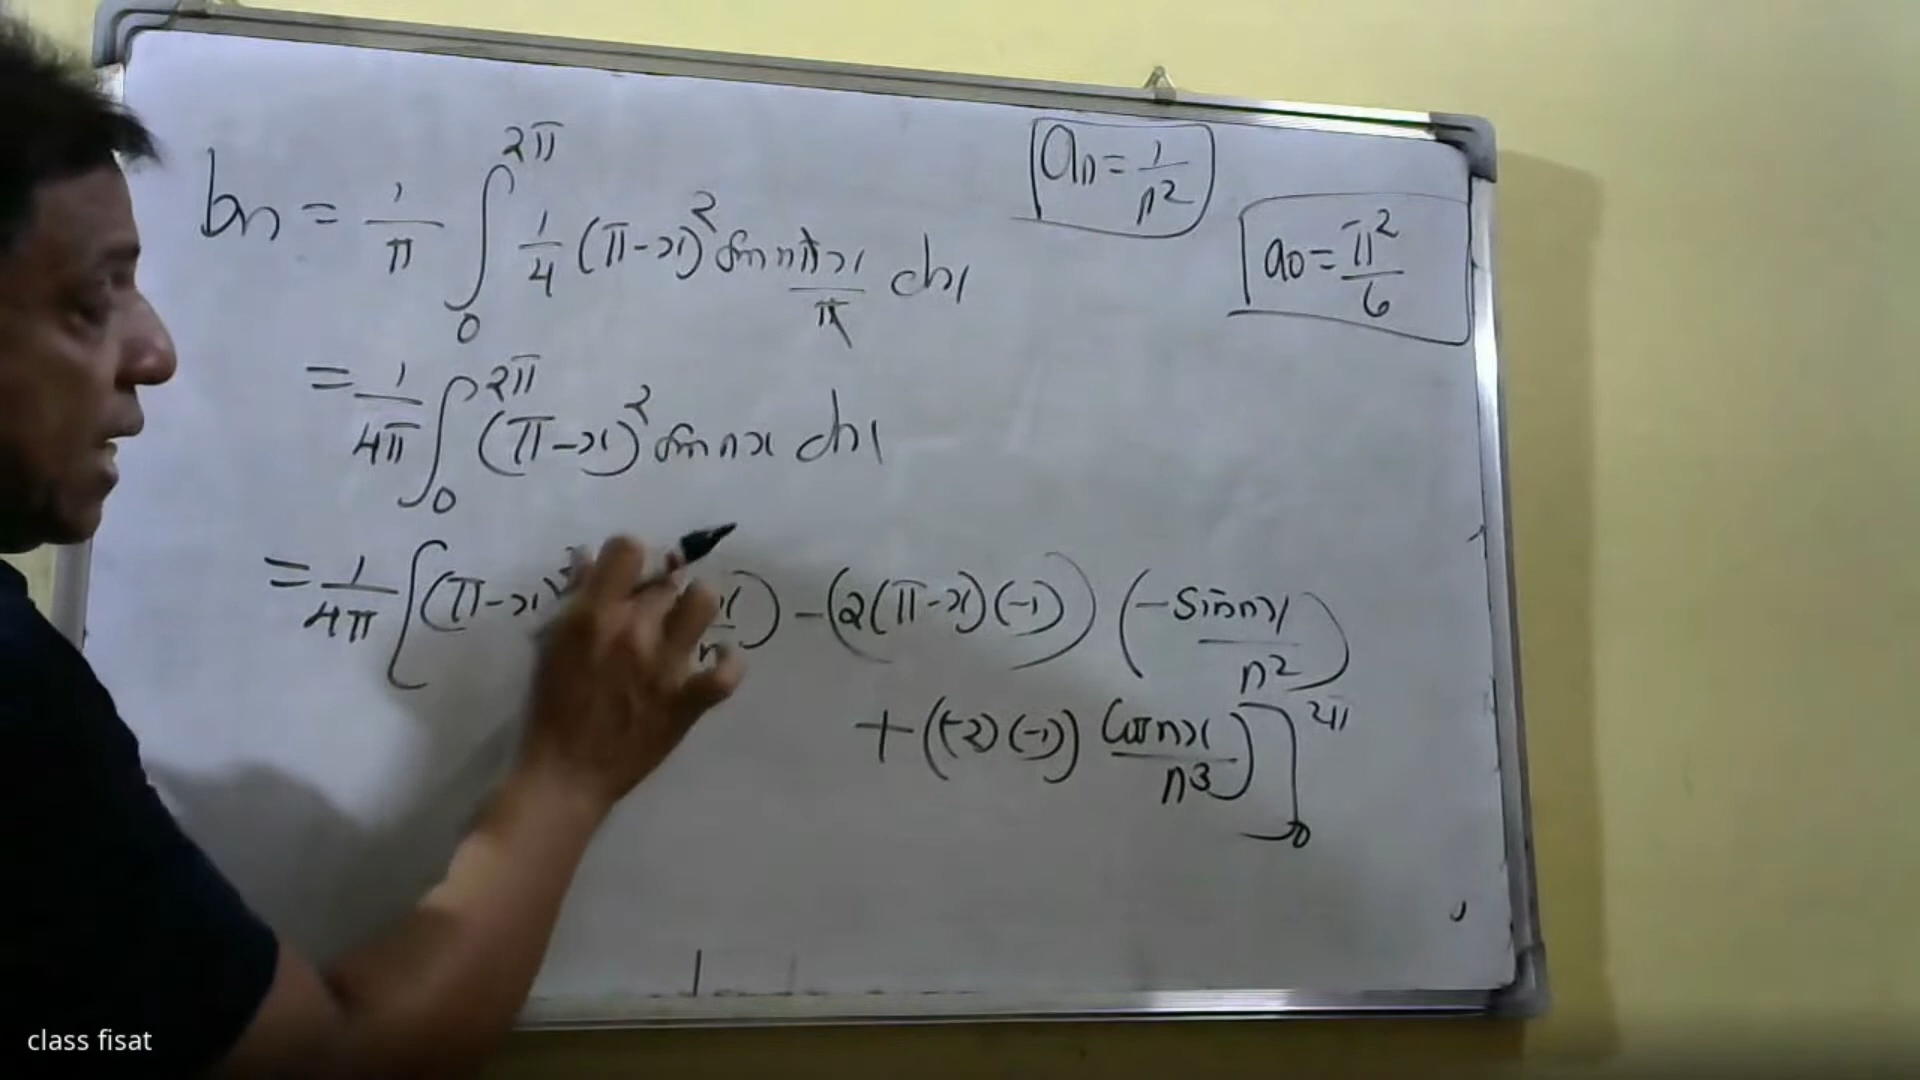 bn = 1/π ∫₀^2π 1/4 (π-x)² sin nπx/π dx
an = 1/n²
a0 = π²/6
= 1/4π ∫₀^2π (π-x)² sin nx dx
= 1/4π [(π-x)² x/n) - (2(π-x)(-1)) (-sin nx/n²)
+ ((-2)(-1) cos nx/n³)]₀^2π
class fisat